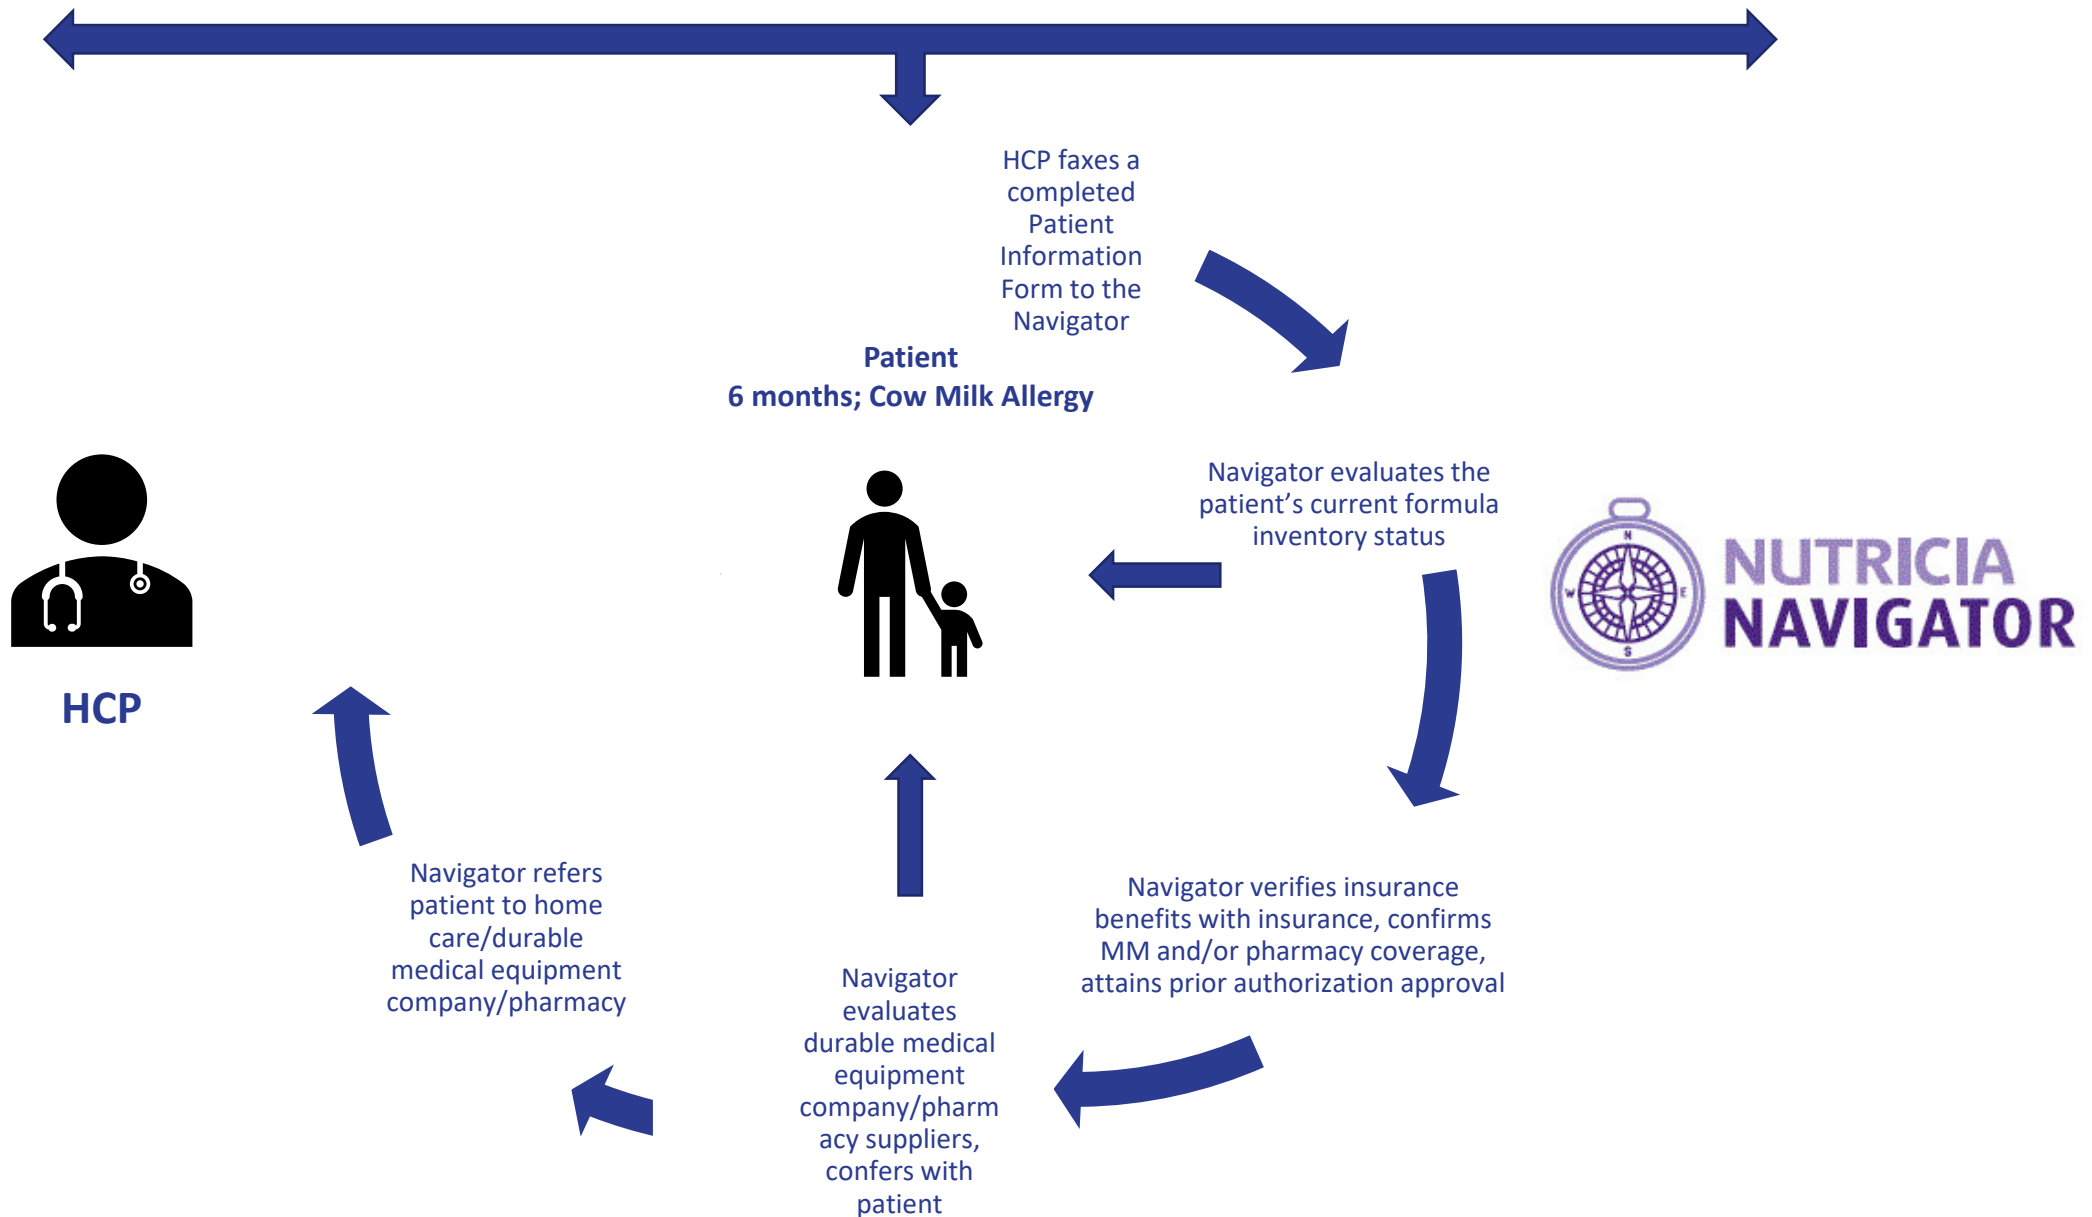 HCP faxes a
completed
Patient
Information
Form to the
Navigator
Patient
6 months; Cow Milk Allergy
Navigator evaluates the
patient’s current formula
inventory status
N
W
E
S
NUTRICIA
NAVIGATOR
HCP
Navigator refers
patient to home
care/durable
medical equipment
company/pharmacy
Navigator verifies insurance
benefits with insurance, confirms
MM and/or pharmacy coverage,
attains prior authorization approval
Navigator
evaluates
durable medical
equipment
company/pharm
acy suppliers,
confers with
patient